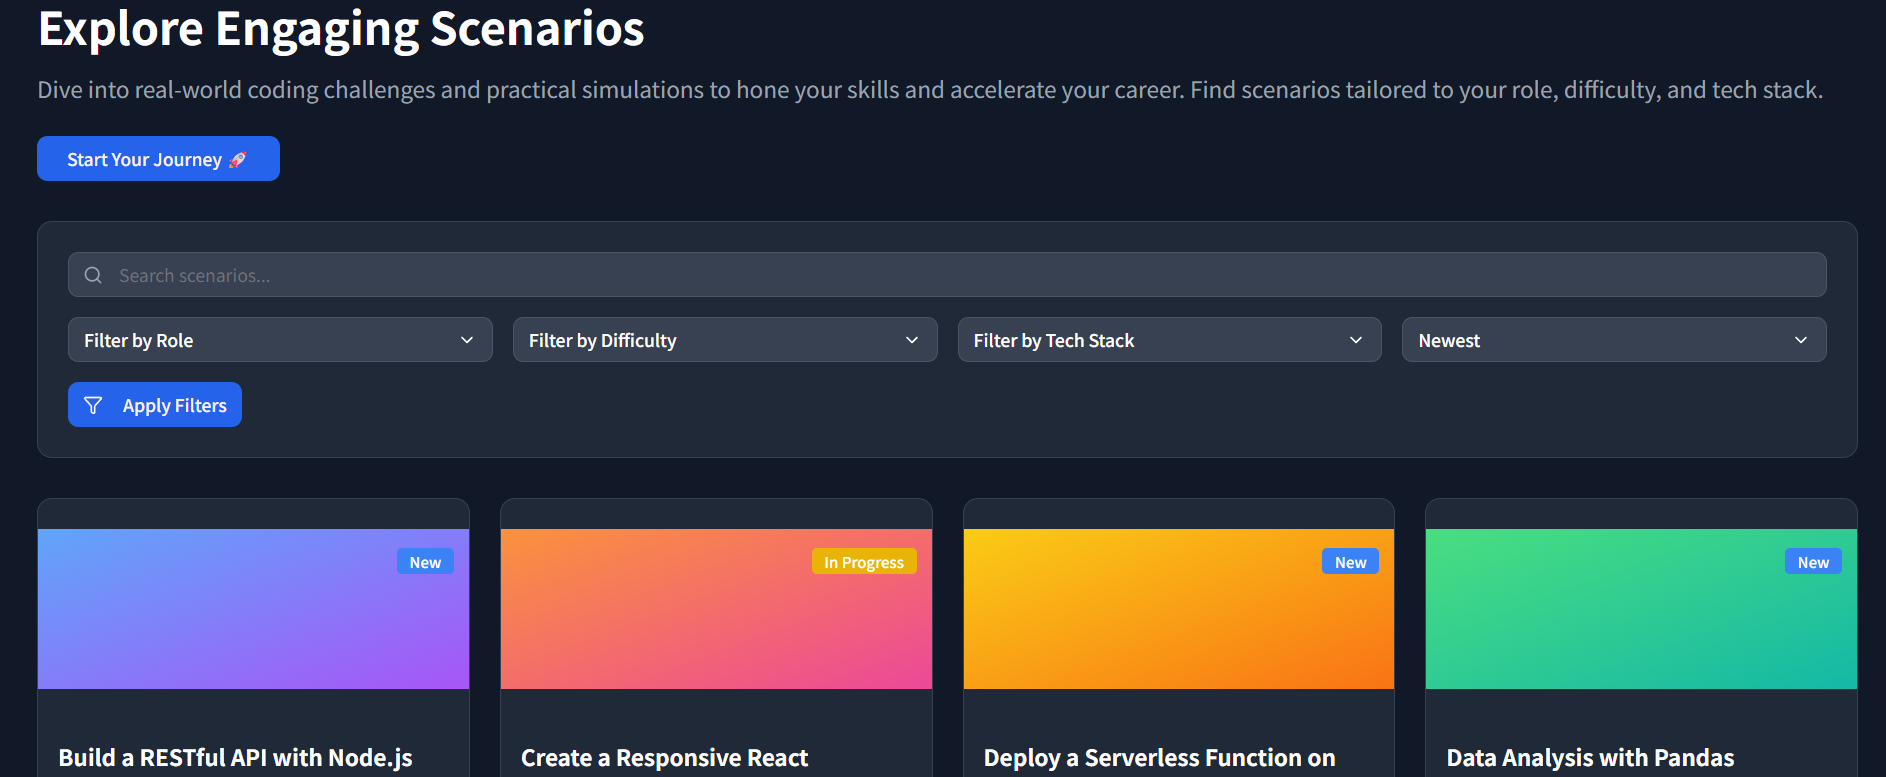 Explore Engaging Scenarios
Dive into real-world coding challenges and practical simulations to hone your skills and accelerate your career. Find scenarios tailored to your role, difficulty, and tech stack.
Start Your Journey 🚀
Search scenarios...
Filter by Role
Filter by Difficulty
Filter by Tech Stack
Newest
Apply Filters
New
In Progress
New
New
Build a RESTful API with Node.js
Create a Responsive React
Deploy a Serverless Function on
Data Analysis with Pandas